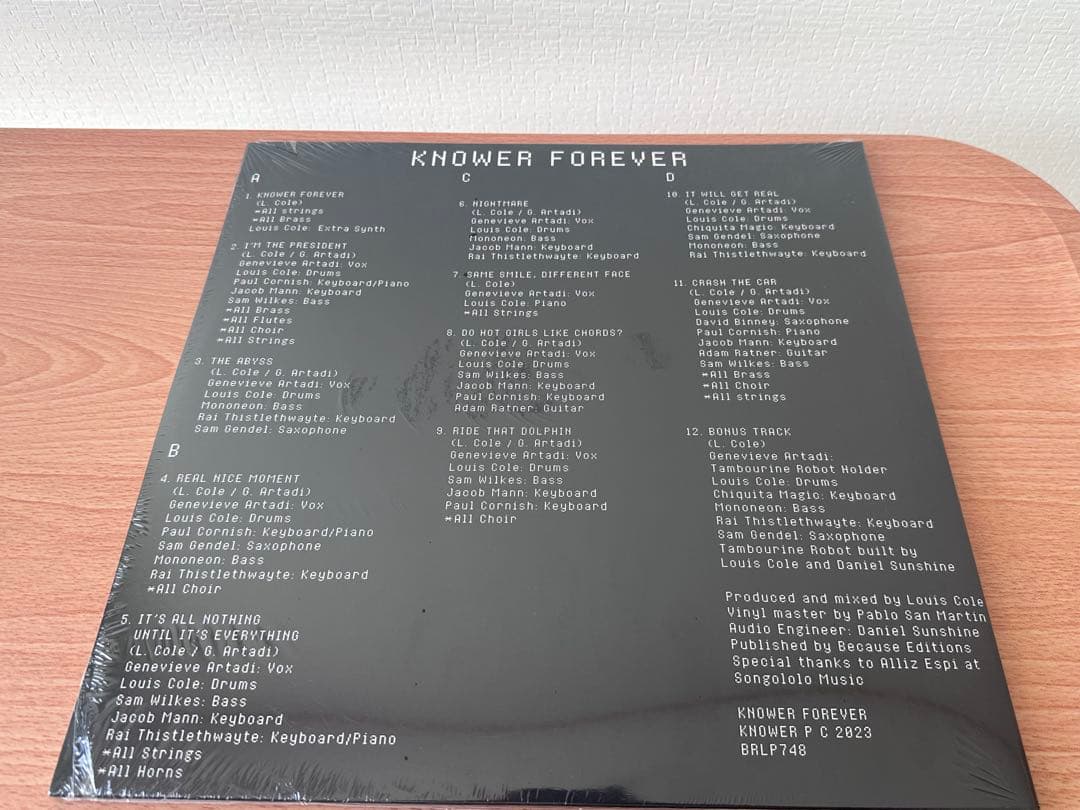 KNOWER FOREVER
A
1. KNOWER FOREVER
(L. Cole)
*All strings
*All Brass
Louis Cole: Extra Synth
2. I'M THE PRESIDENT
(L. Cole / G. Artadi)
Genevieve Artadi: Vox
Louis Cole: Drums
Paul Cornish: Keyboard/Piano
Jacob Mann: Keyboard
Sam Wilkes: Bass
*All Brass
*All Flutes
*All Choir
*All Strings
3. THE ABYSS
(L. Cole / G. Artadi)
Genevieve Artadi: Vox
Louis Cole: Drums
Mononeon: Bass
Rai Thistlethwayte: Keyboard
Sam Gendel: Saxophone
B
4. REAL NICE MOMENT
(L. Cole / G. Artadi)
Genevieve Artadi: Vox
Louis Cole: Drums
Paul Cornish: Keyboard/Piano
Sam Gendel: Saxophone
Mononeon: Bass
Rai Thistlethwayte: Keyboard
*All Choir
5. IT'S ALL NOTHING
UNTIL IT'S EVERYTHING
(L. Cole / G. Artadi)
Genevieve Artadi: Vox
Louis Cole: Drums
Sam Wilkes: Bass
Jacob Mann: Keyboard
Rai Thistlethwayte: Keyboard/Piano
*All Strings
*All Horns
C
6. NIGHTMARE
(L. Cole / G. Artadi)
Genevieve Artadi: Vox
Louis Cole: Drums
Mononeon: Bass
Jacob Mann: Keyboard
Rai Thistlethwayte: Keyboard
7. SAME SMILE, DIFFERENT FACE
(L. Cole)
Genevieve Artadi: Vox
Louis Cole: Piano
*All Strings
8. DO HOT GIRLS LIKE CHORDS?
(L. Cole / G. Artadi)
Genevieve Artadi: Vox
Louis Cole: Drums
Sam Wilkes: Bass
Jacob Mann: Keyboard
Paul Cornish: Keyboard
Adam Ratner: Guitar
9. RIDE THAT DOLPHIN
(L. Cole / G. Artadi)
Genevieve Artadi: Vox
Louis Cole: Drums
Sam Wilkes: Bass
Jacob Mann: Keyboard
Paul Cornish: Keyboard
*All Choir
D
10. IT WILL GET REAL
(L. Cole / G. Artadi)
Genevieve Artadi: Vox
Louis Cole: Drums
Chiquita Magic: Keyboard
Sam Gendel: Saxophone
Mononeon: Bass
Rai Thistlethwayte: Keyboard
11. CRASH THE CAR
(L. Cole / G. Artadi)
Genevieve Artadi: Vox
Louis Cole: Drums
David Binney: Saxophone
Paul Cornish: Piano
Jacob Mann: Keyboard
Adam Ratner: Guitar
Sam Wilkes: Bass
*All Brass
*All Choir
*All strings
12. BONUS TRACK
(L. Cole)
Genevieve Artadi:
Tambourine Robot Holder
Louis Cole: Drums
Chiquita Magic: Keyboard
Mononeon: Bass
Rai Thistlethwayte: Keyboard
Sam Gendel: Saxophone
Tambourine Robot built by
Louis Cole and Daniel Sunshine
Produced and mixed by Louis Cole
Vinyl master by Pablo San Martin
Audio Engineer: Daniel Sunshine
Published by Because Editions
Special thanks to Alliz Espi at
Songololo Music
KNOWER FOREVER
KNOWER P C 2023
BRLP748